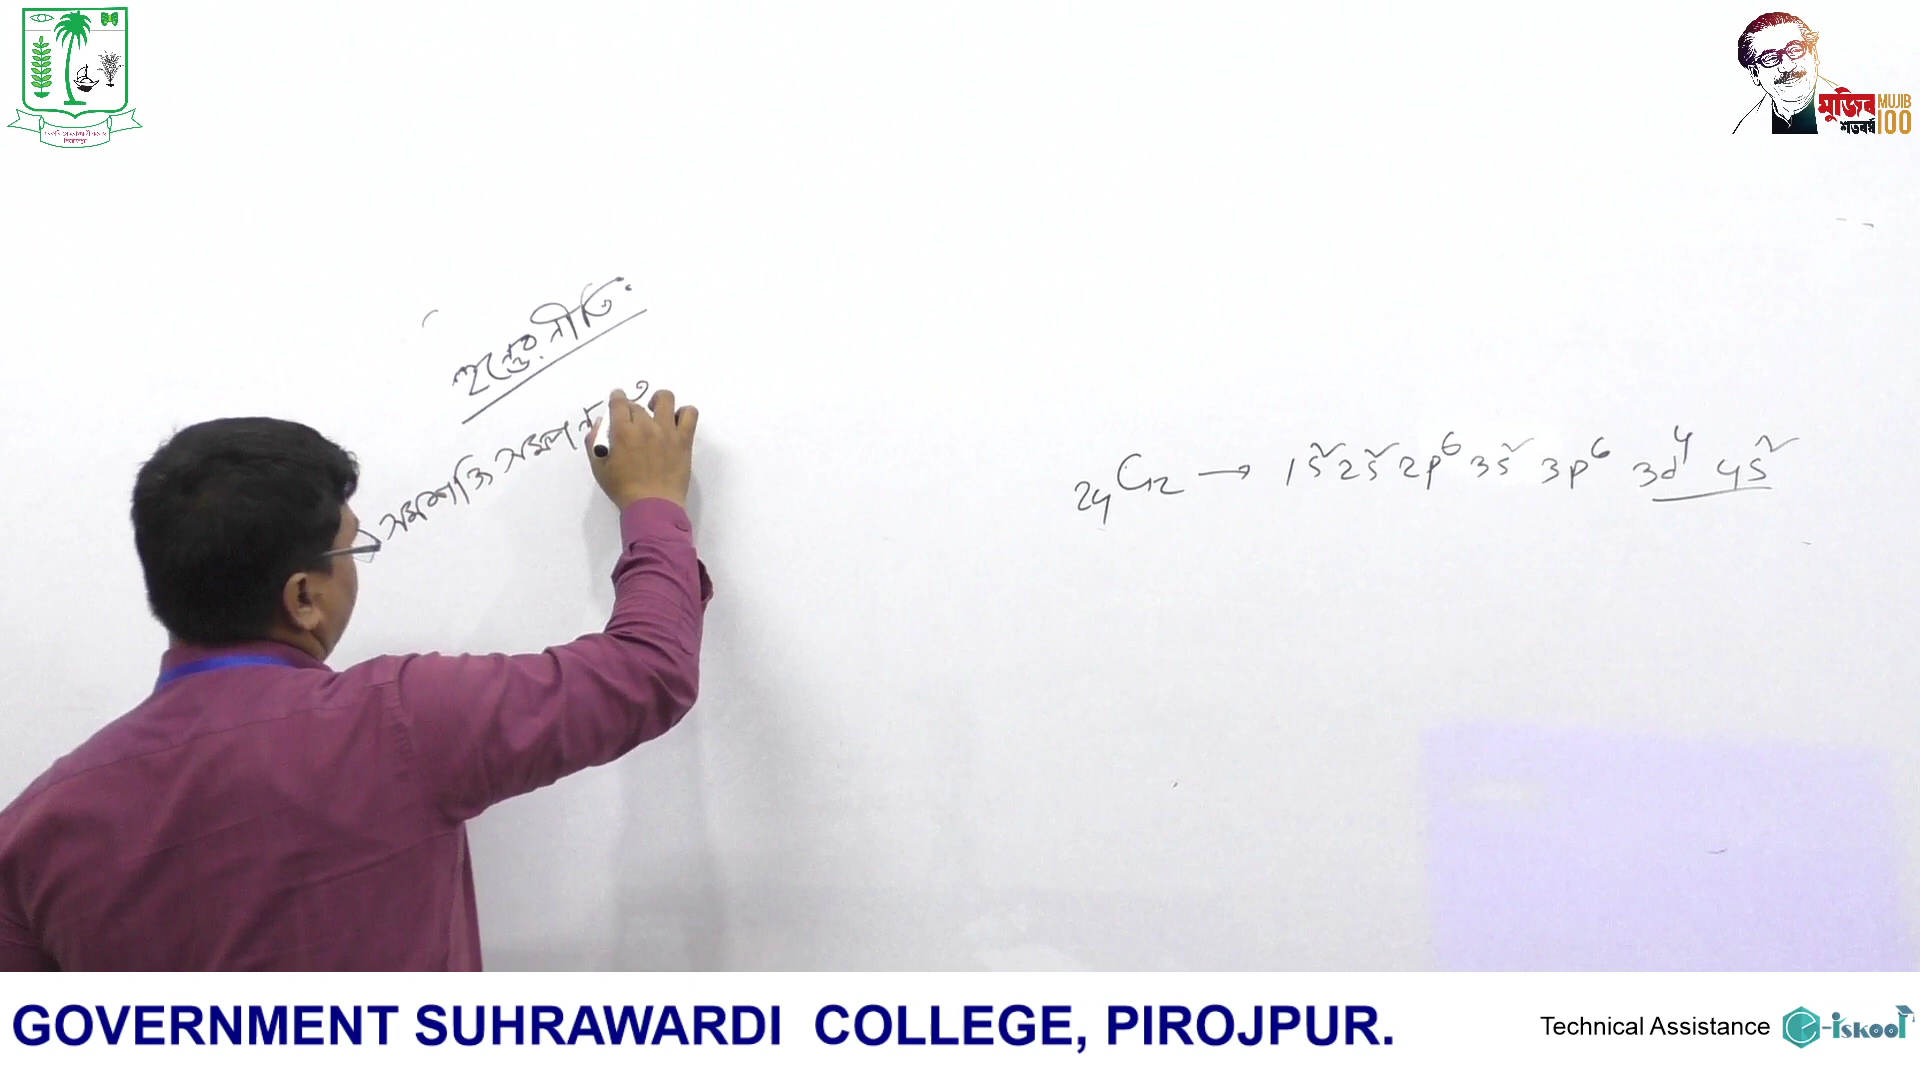 মুজিব MUJIB
শতবর্ষ 100
হুন্ডের নীতি:
সমশক্তি সম্পন্ন
24Cr → 1s² 2s² 2p⁶ 3s² 3p⁶ 3d⁴ 4s²
GOVERNMENT SUHRAWARDI COLLEGE, PIROJPUR.
Technical Assistance e-iskool